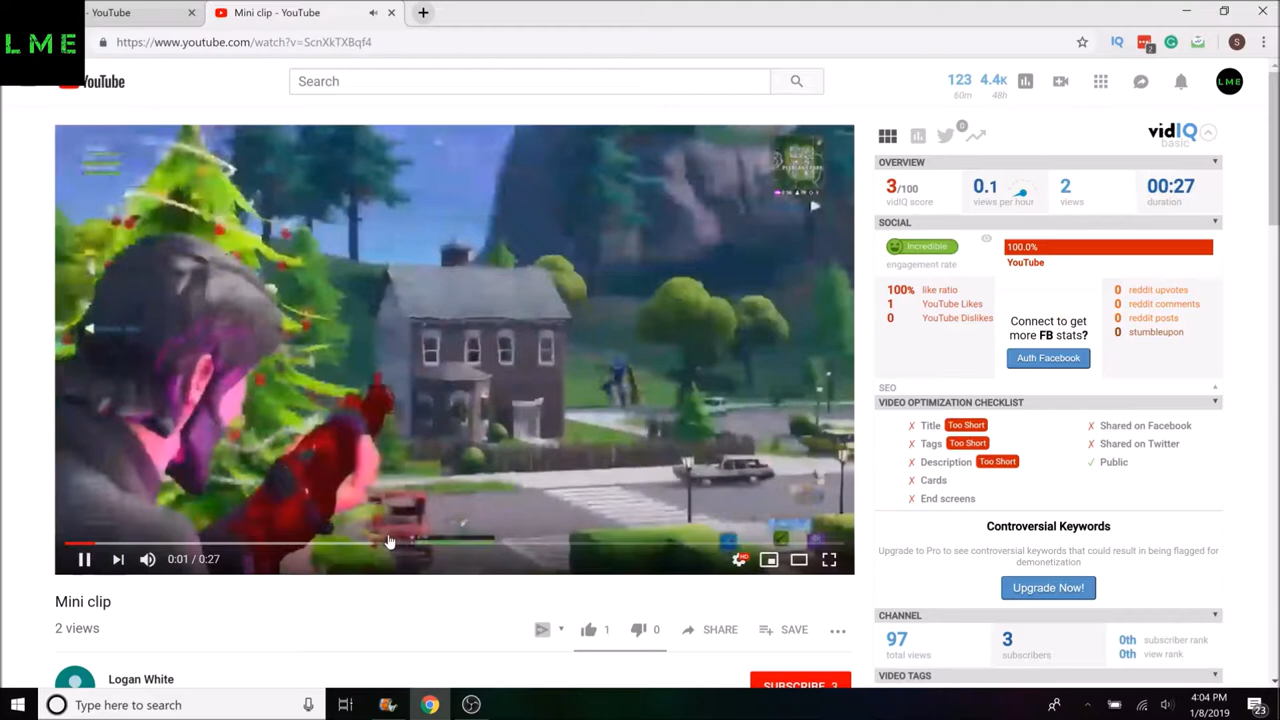 YouTube
Mini clip - YouTube
LME
https://www.youtube.com/watch?v=ScnXkTXBqf4
IQ
2
S
YouTube
Search
123
60m
4.4K
48h
LME
0
vidIQ
basic
OVERVIEW
3/100
vidIQ score
0.1
views per hour
2
views
00:27
duration
SOCIAL
Incredible
engagement rate
100.0%
YouTube
100% like ratio
1 YouTube Likes
0 YouTube Dislikes
Connect to get
more FB stats?
Auth Facebook
0 reddit upvotes
0 reddit comments
0 reddit posts
0 stumbleupon
SEO
VIDEO OPTIMIZATION CHECKLIST
Title Too Short
Tags Too Short
Description Too Short
Cards
End screens
Shared on Facebook
Shared on Twitter
Public
Controversial Keywords
Upgrade to Pro to see controversial keywords that could result in being flagged for
demonetization
Upgrade Now!
CHANNEL
97
total views
3
subscribers
0th subscriber rank
0th view rank
VIDEO TAGS
0:01 / 0:27
HD
Mini clip
2 views
1
0
SHARE
SAVE
Logan White
SUBSCRIBE 3
Type here to search
4:04 PM
1/8/2019
23